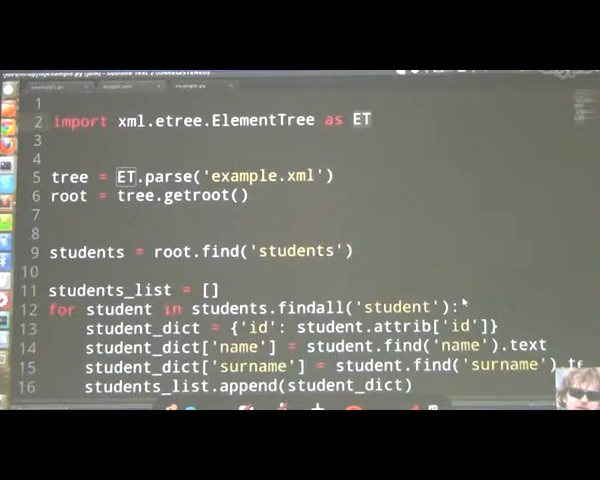 1
2 import xml.etree.ElementTree as ET
3
4
5 tree = ET.parse('example.xml')
6 root = tree.getroot()
7
8
9 students = root.find('students')
10
11 students_list = []
12 for student in students.findall('student'):
13 student_dict = {'id': student.attrib['id']}
14 student_dict['name'] = student.find('name').text
15 student_dict['surname'] = student.find('surname').te
16 students_list.append(student_dict)